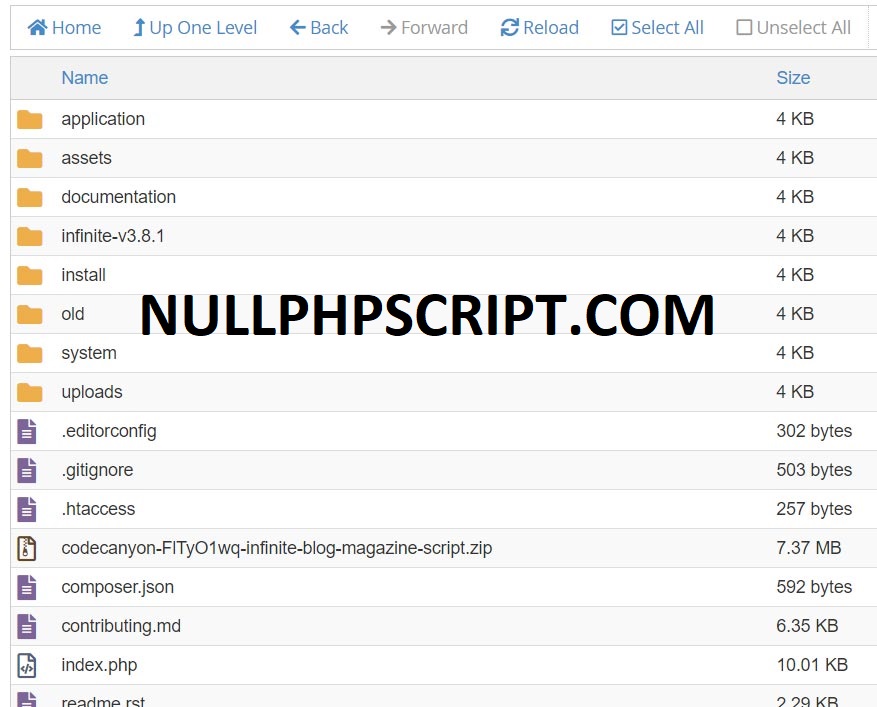 Home Up One Level Back Forward Reload Select All Unselect All
Name Size
application 4 KB
assets 4 KB
documentation 4 KB
infinite-v3.8.1 4 KB
install 4 KB
old 4 KB
NULLPHPSCRIPT.COM
system 4 KB
uploads 4 KB
.editorconfig 302 bytes
.gitignore 503 bytes
.htaccess 257 bytes
codecanyon-FITyO1wq-infinite-blog-magazine-script.zip 7.37 MB
composer.json 592 bytes
contributing.md 6.35 KB
index.php 10.01 KB
readme.rst 2.29 KB